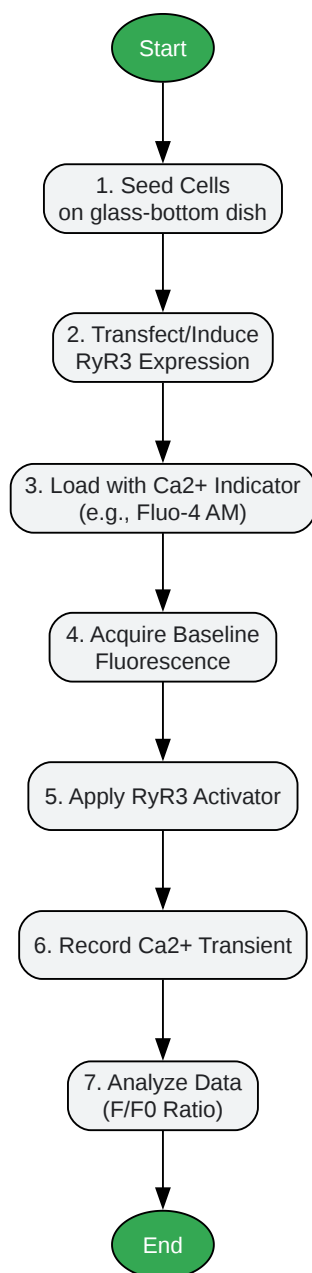 Start
1. Seed Cells
on glass-bottom dish
2. Transfect/Induce
RyR3 Expression
3. Load with Ca2+ Indicator
(e.g., Fluo-4 AM)
4. Acquire Baseline
Fluorescence
5. Apply RyR3 Activator
6. Record Ca2+ Transient
7. Analyze Data
(F/F0 Ratio)
End